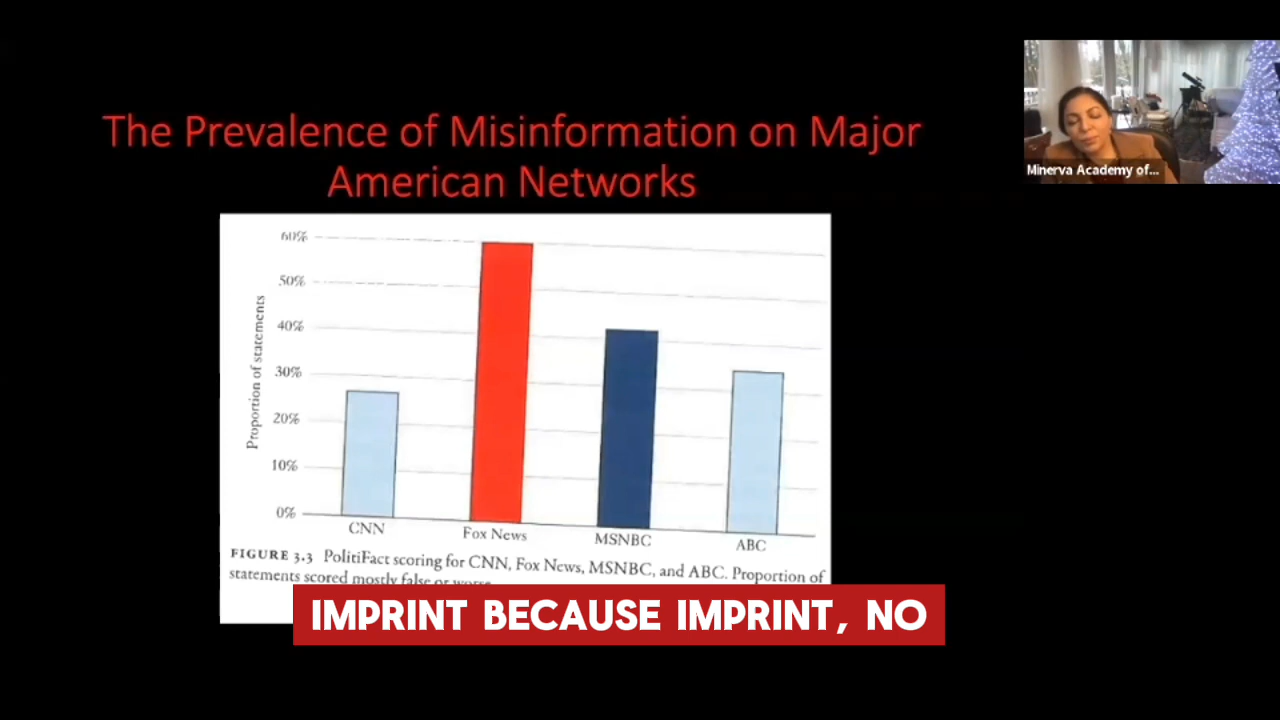 The Prevalence of Misinformation on Major
American Networks
Minerva Academy of...
60%
50%
40%
30%
20%
10%
0%
Proportion of statements
CNN
Fox News
MSNBC
ABC
FIGURE 3.3 PolitiFact scoring for CNN, Fox News, MSNBC, and ABC. Proportion of
statements scored mostly false or worse
IMPRINT BECAUSE IMPRINT, NO